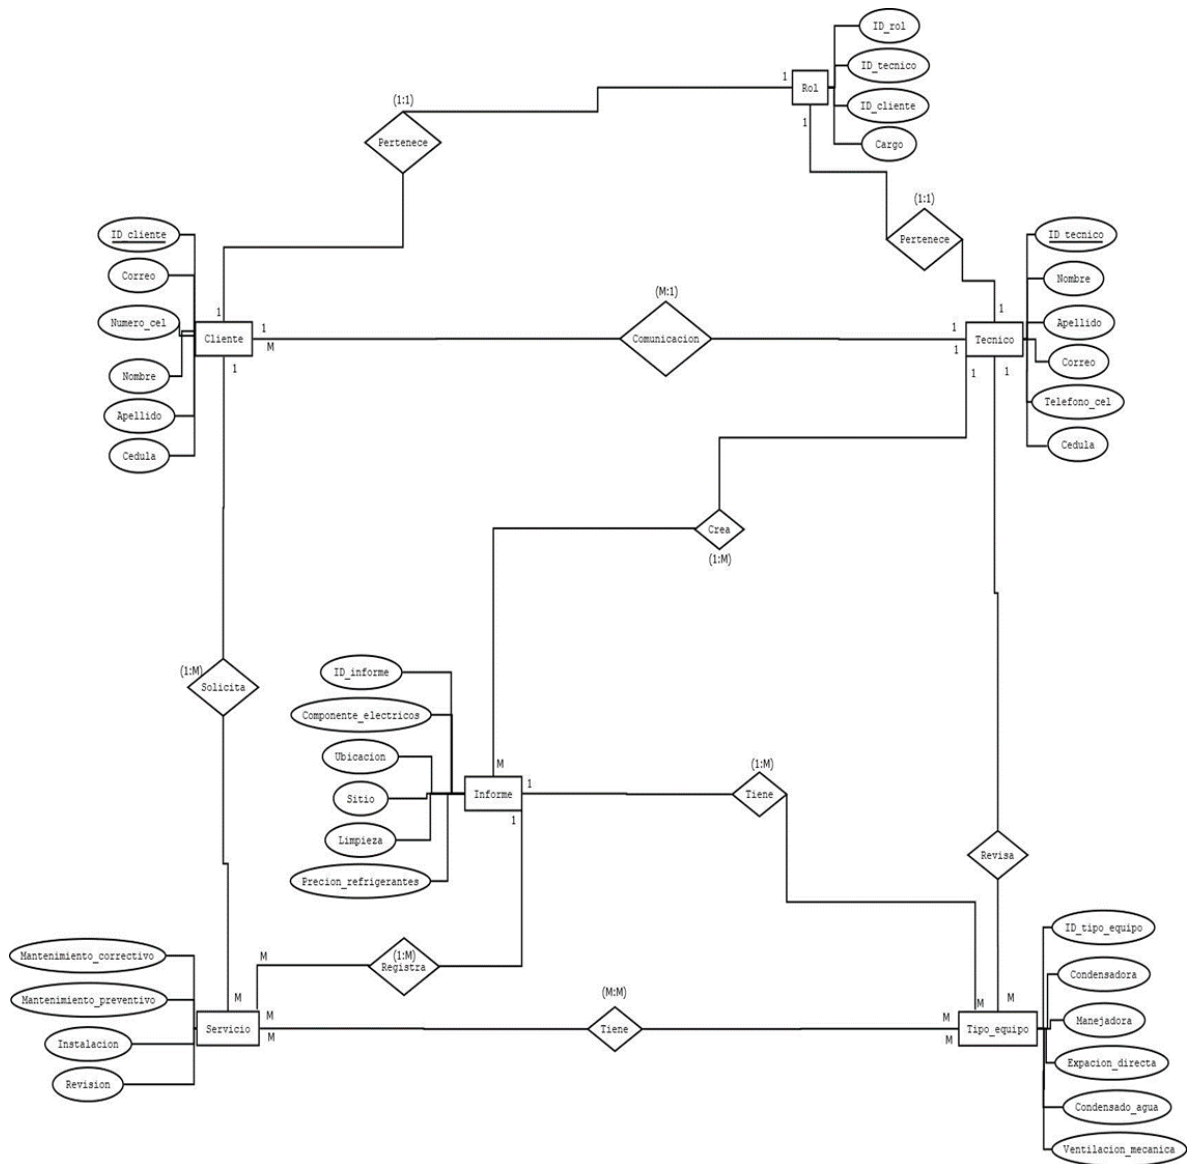 ID_rol
ID_tecnico
ID_cliente
Cargo
1
Rol
1
(1:1)
Pertenece
(1:1)
Pertenece
ID_cliente
Correo
Numero_cel
Nombre
Apellido
Cedula
1
Cliente
1
M
1
(M:1)
Comunicacion
1
1
Tecnico
1
1
1
ID_tecnico
Nombre
Apellido
Correo
Telefono_cel
Cedula
Crea
(1:M)
(1:M)
Solicita
ID_informe
Componente_electricos
Ubicacion
Sitio
Limpieza
Precion_refrigerantes
M
Informe
1
1
(1:M)
Tiene
Revisa
(1:M)
Registra
M
Mantenimiento_correctivo
Mantenimiento_preventivo
Instalacion
Revision
M
Servicio
M
M
(M:M)
Tiene
M
M
M
M
Tipo_equipo
ID_tipo_equipo
Condensadora
Manejadora
Expacion_directa
Condensado_agua
Ventilacion_mecanica